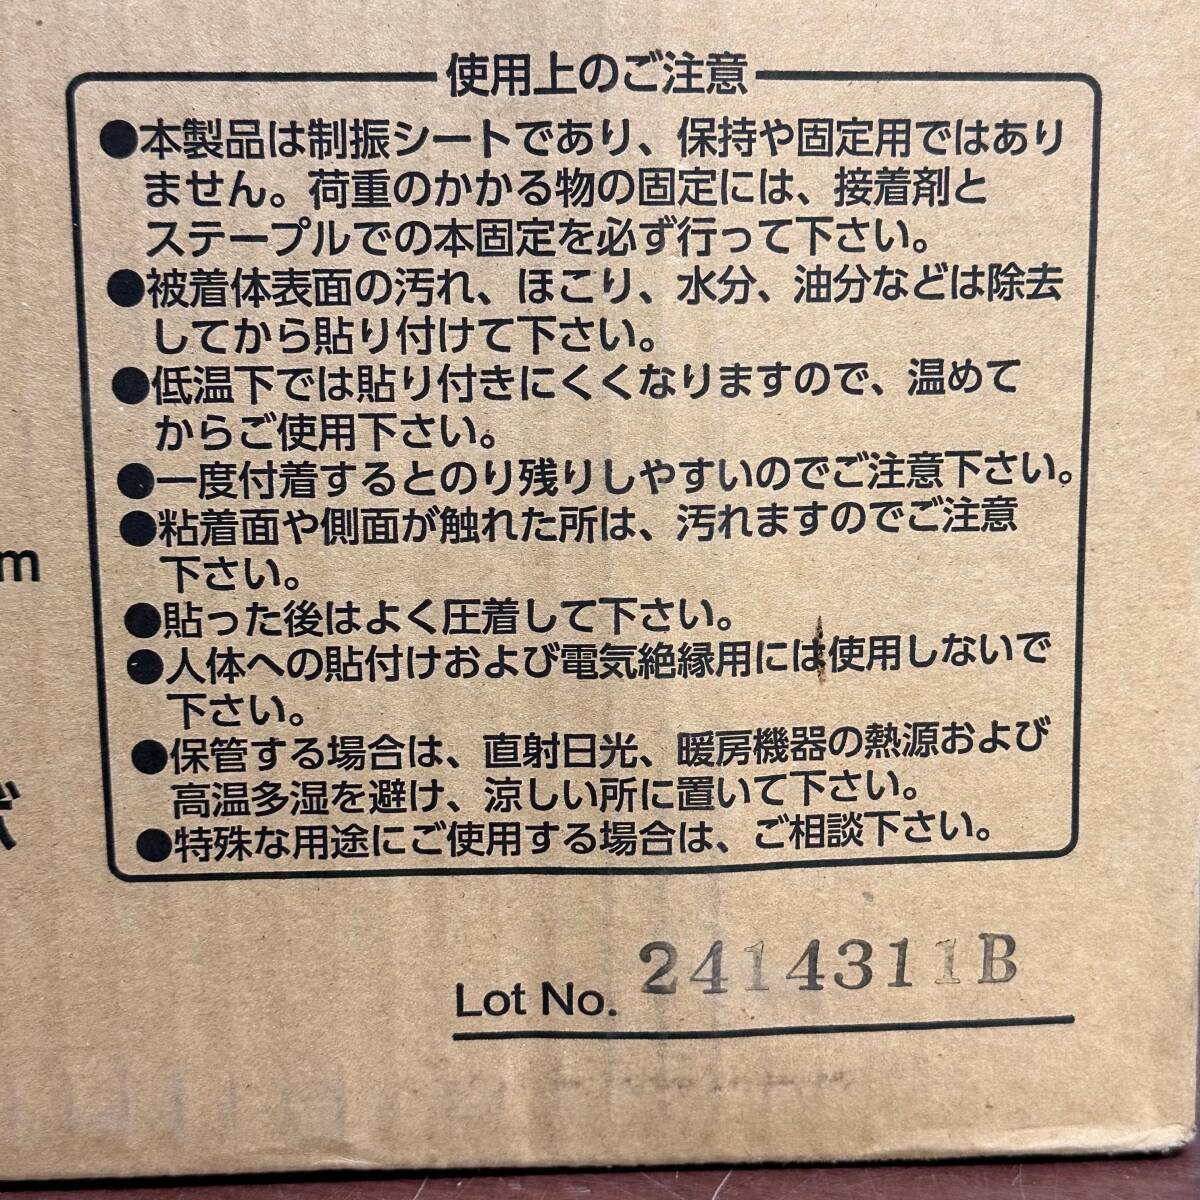 使用上のご注意
●本製品は制振シートであり、保持や固定用ではあり
ません。荷重のかかる物の固定には、接着剤と
ステープルでの本固定を必ず行って下さい。
●被着体表面の汚れ、ほこり、水分、油分などは除去
してから貼り付けて下さい。
●低温下では貼り付きにくくなりますので、温めて
からご使用下さい。
●一度付着するとのり残りしやすいのでご注意下さい。
●粘着面や側面が触れた所は、汚れますのでご注意
下さい。
m
●貼った後はよく圧着して下さい。
●人体への貼付けおよび電気絶縁用には使用しないで
下さい。
●保管する場合は、直射日光、暖房機器の熱源および
高温多湿を避け、涼しい所に置いて下さい。
●特殊な用途にご使用する場合は、ご相談下さい。
Lot No. 2414311B